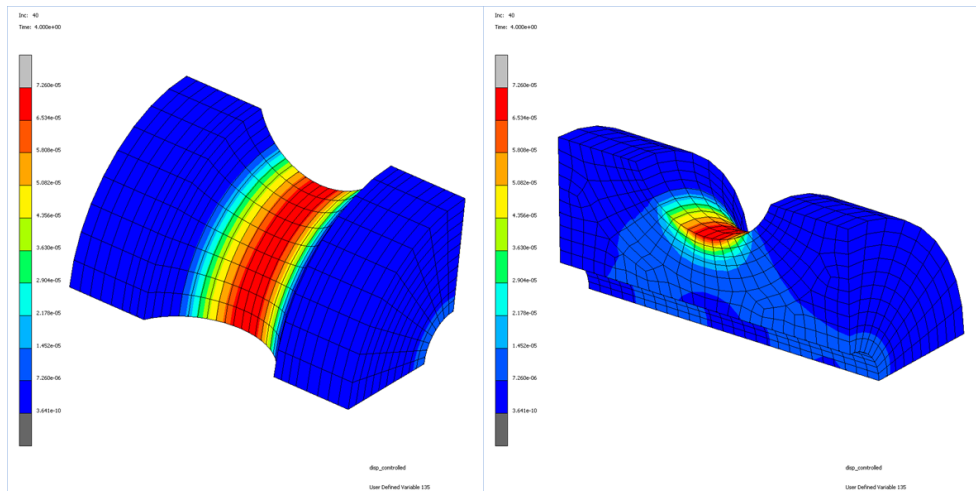 Inc: 40
Time: 4.000e+00
7.260e-05
6.534e-05
5.808e-05
5.082e-05
4.356e-05
3.630e-05
2.904e-05
2.178e-05
1.452e-05
7.260e-06
3.641e-10
disp_controlled
User Defined Variable 135
Inc: 40
Time: 4.000e+00
7.260e-05
6.534e-05
5.808e-05
5.082e-05
4.356e-05
3.630e-05
2.904e-05
2.178e-05
1.452e-05
7.260e-06
3.641e-10
disp_controlled
User Defined Variable 135